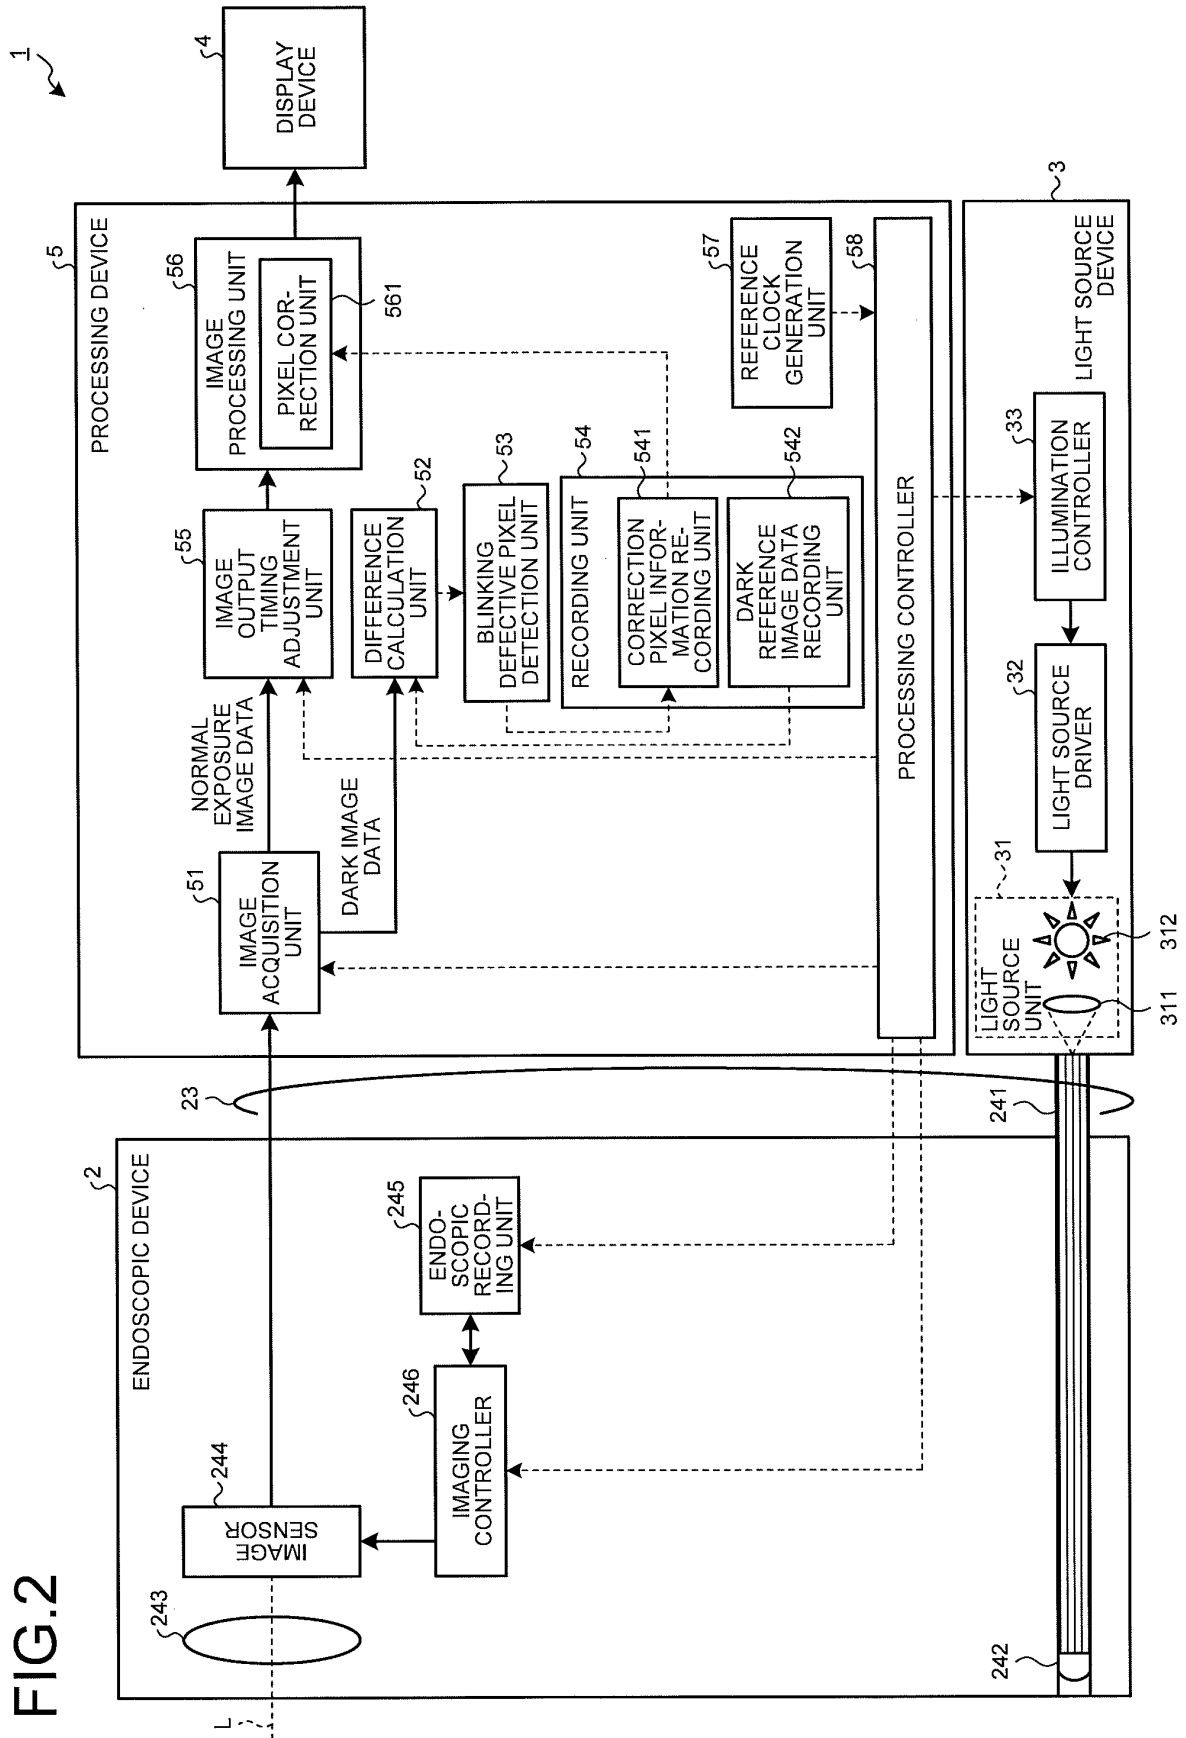 FIG.2
1
ENDOSCOPIC DEVICE
2
L
243
IMAGE
SENSOR
244
IMAGING
CONTROLLER
246
ENDO-
SCOPIC
RECORD-
ING UNIT
245
242
241
23
PROCESSING DEVICE
5
IMAGE
ACQUISITION
UNIT
51
NORMAL
EXPOSURE
IMAGE DATA
DARK IMAGE
DATA
IMAGE
OUTPUT
TIMING
ADJUSTMENT
UNIT
55
IMAGE
PROCESSING UNIT
56
PIXEL COR-
RECTION UNIT
561
DIFFERENCE
CALCULATION
UNIT
52
BLINKING
DEFECTIVE PIXEL
DETECTION UNIT
53
RECORDING UNIT
54
CORRECTION
PIXEL INFOR-
MATION RE-
CORDING UNIT
541
DARK
REFERENCE
IMAGE DATA
RECORDING
UNIT
542
REFERENCE
CLOCK
GENERATION
UNIT
57
PROCESSING CONTROLLER
58
DISPLAY
DEVICE
4
LIGHT SOURCE
DEVICE
3
LIGHT
SOURCE
UNIT
31
311
312
LIGHT SOURCE
DRIVER
32
ILLUMINATION
CONTROLLER
33